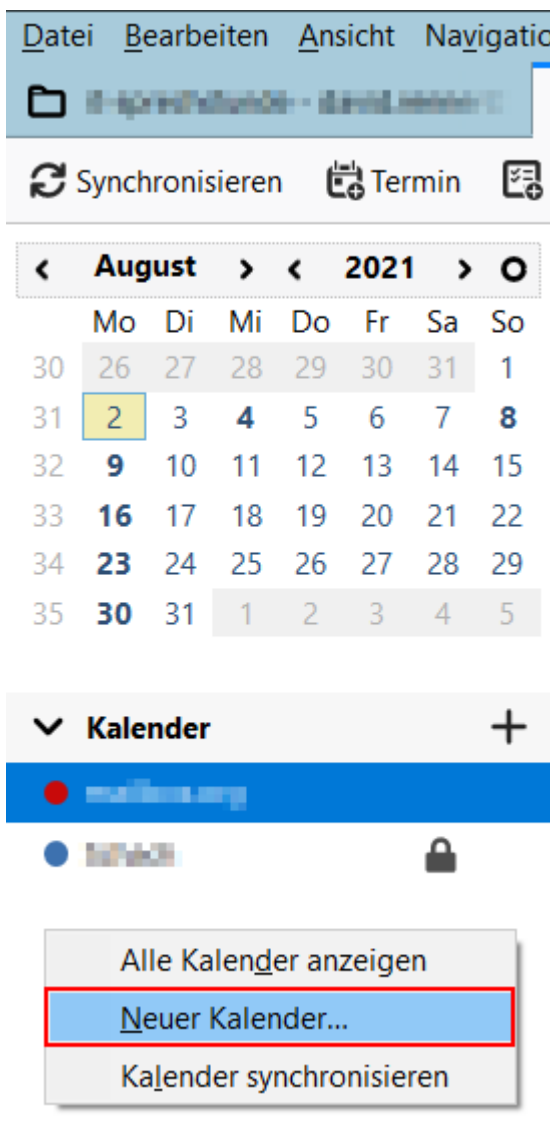 Datei Bearbeiten Ansicht Navigatio
Synchronisieren Termin
August 2021
Mo Di Mi Do Fr Sa So
30 26 27 28 29 30 31 1
31 2 3 4 5 6 7 8
32 9 10 11 12 13 14 15
33 16 17 18 19 20 21 22
34 23 24 25 26 27 28 29
35 30 31 1 2 3 4 5
Kalender
Alle Kalender anzeigen
Neuer Kalender...
Kalender synchronisieren